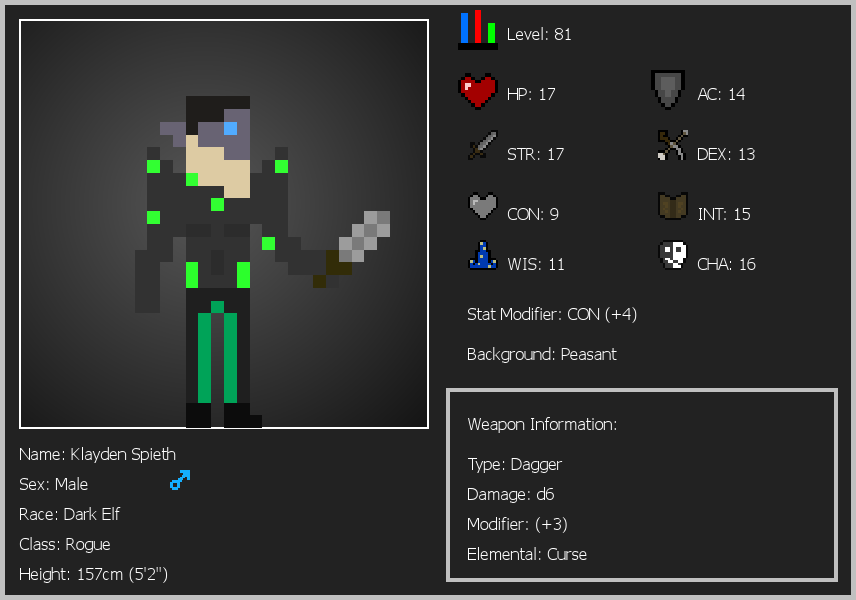 Level: 81
HP: 17
AC: 14
STR: 17
DEX: 13
CON: 9
INT: 15
WIS: 11
CHA: 16
Stat Modifier: CON (+4)
Background: Peasant
Weapon Information:
Type: Dagger
Damage: d6
Modifier: (+3)
Elemental: Curse
Name: Klayden Spieth
Sex: Male
Race: Dark Elf
Class: Rogue
Height: 157cm (5'2")